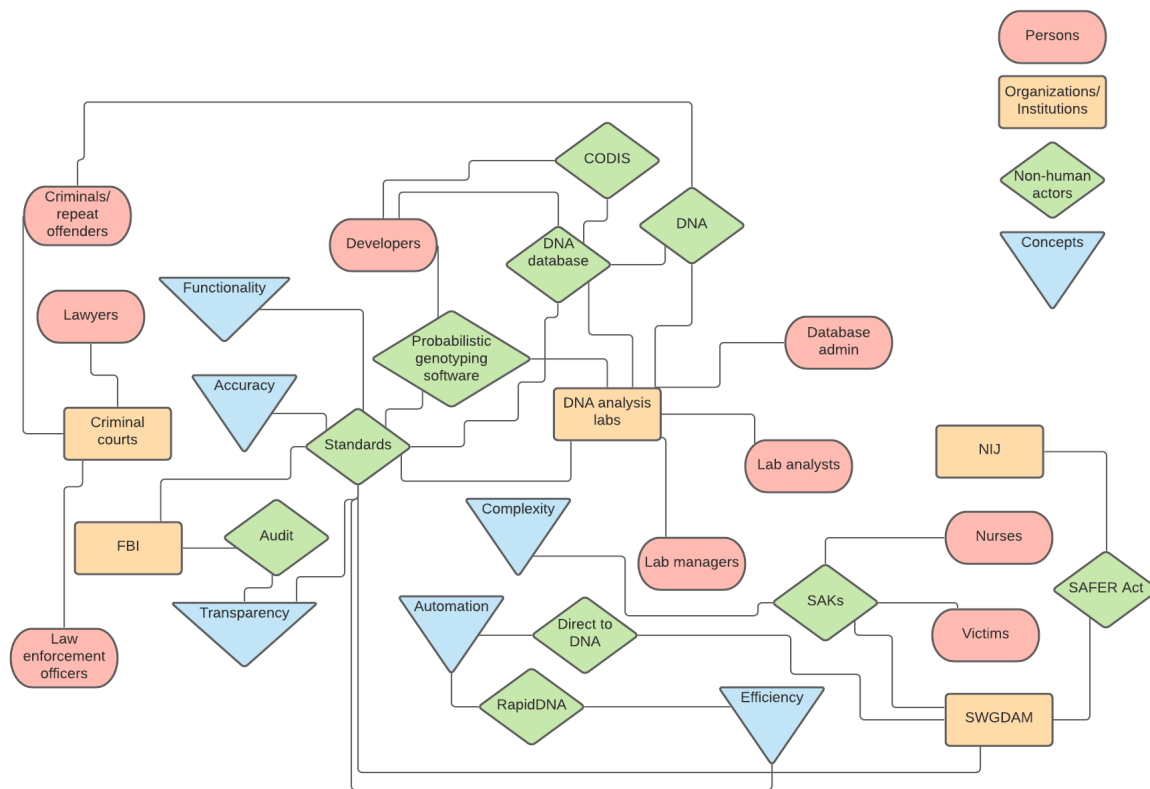 Persons
Organizations/
Institutions
Non-human
actors
Concepts
CODIS
Criminals/
repeat
offenders
Developers
DNA
database
DNA
Functionality
Lawyers
Probabilistic
genotyping
software
Database
admin
Accuracy
Criminal
courts
Standards
DNA analysis
labs
Lab analysts
NIJ
Complexity
FBI
Audit
Lab managers
Nurses
SAFER Act
Transparency
Automation
Direct to
DNA
SAKs
Victims
Law
enforcement
officers
RapidDNA
Efficiency
SWGDAM